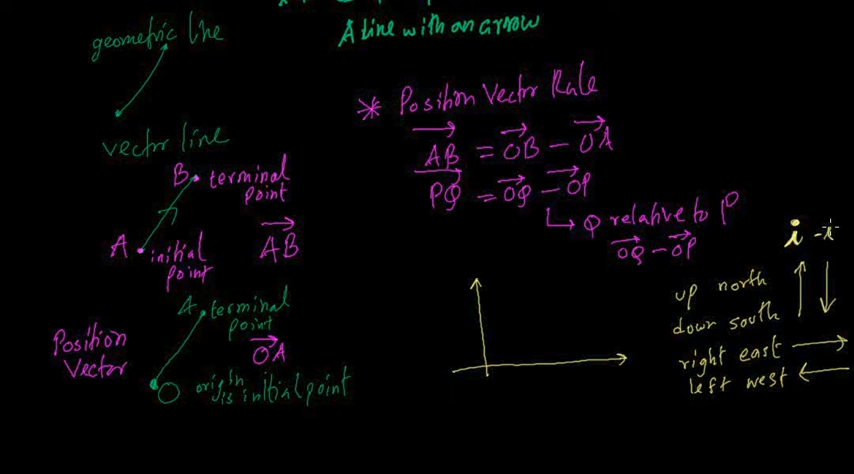 A line with an arrow
geometric line
* Position Vector Rule
AB = OB - OA
PQ = OQ - OP
Q relative to P
OQ - OP
vector line
B terminal
point
A initial
point
AB
A terminal
point
OA
Position
Vector
O origin
is initial point
i -i
up north
down south
right east
left west